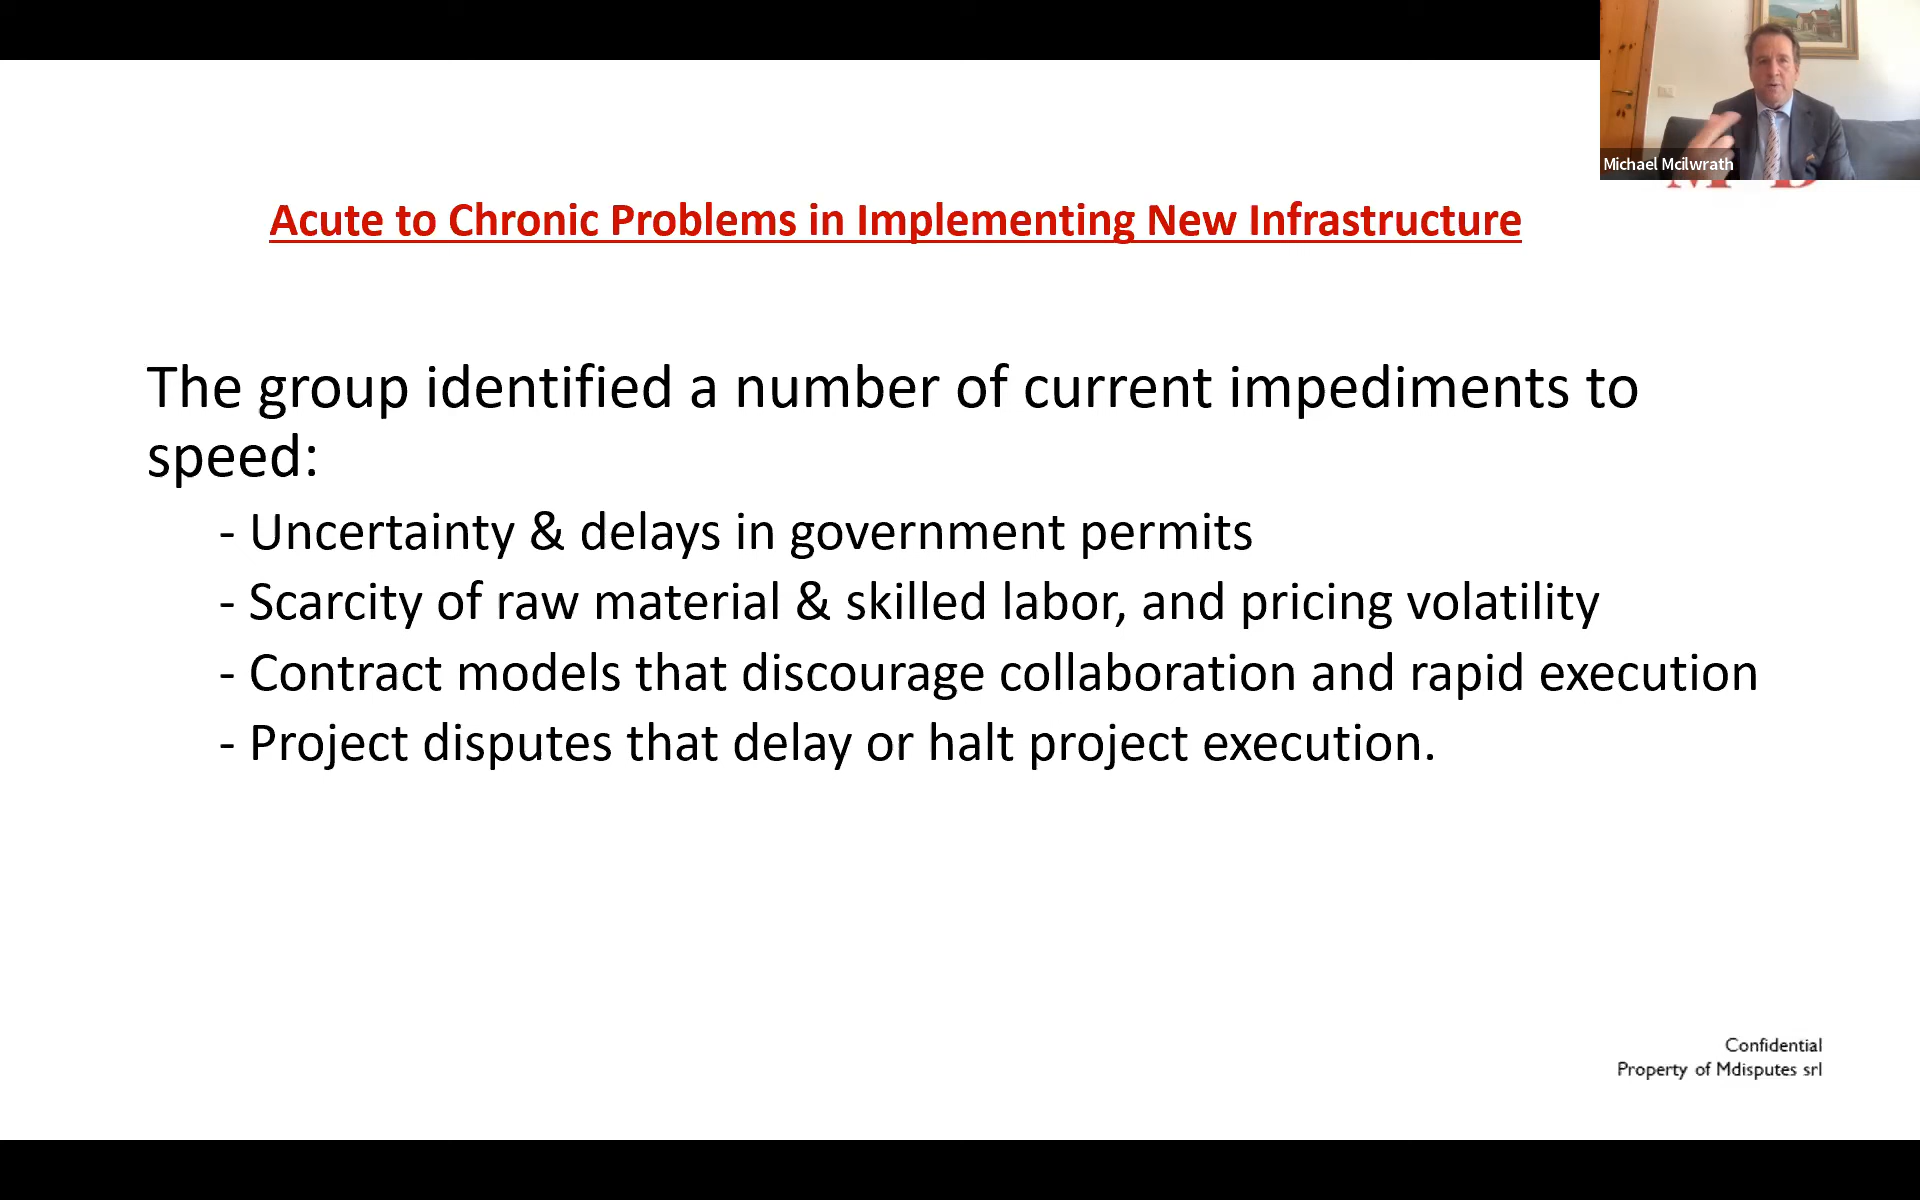 Michael Mcilwrath
Acute to Chronic Problems in Implementing New Infrastructure
The group identified a number of current impediments to
speed:
- Uncertainty & delays in government permits
- Scarcity of raw material & skilled labor, and pricing volatility
- Contract models that discourage collaboration and rapid execution
- Project disputes that delay or halt project execution.
Confidential
Property of Mdisputes srl